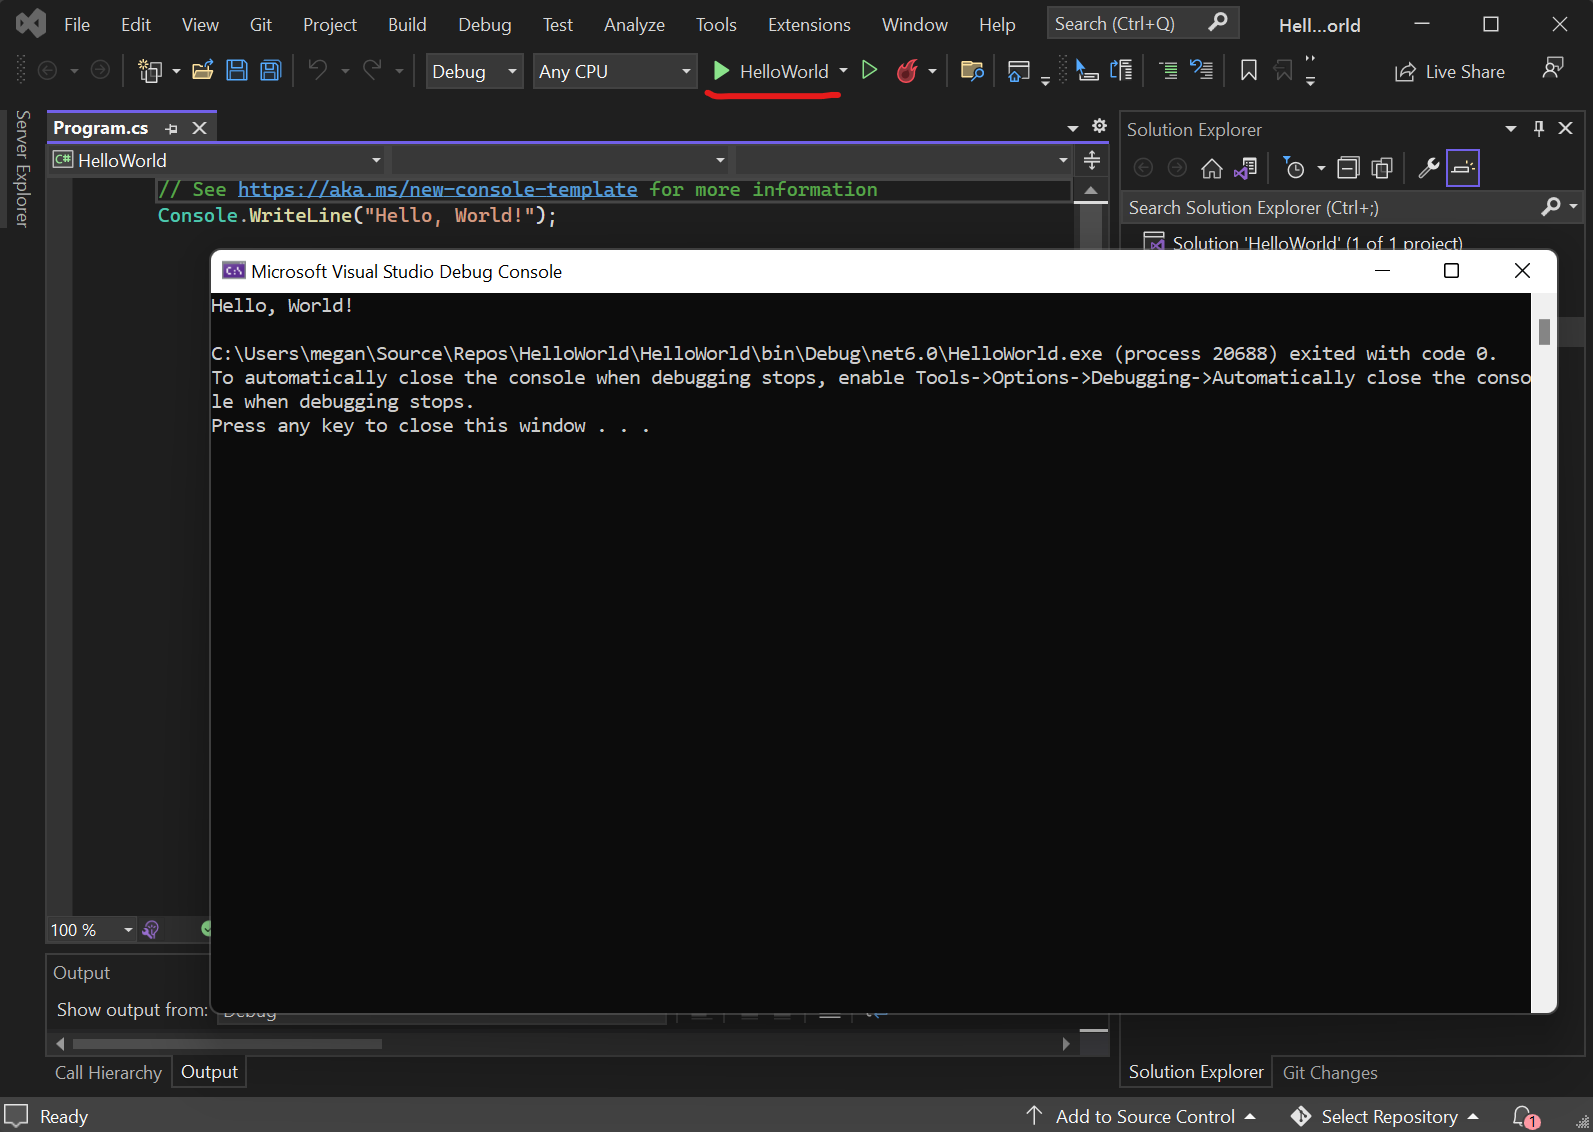 File Edit View Git Project Build Debug Test Analyze Tools Extensions Window Help Search (Ctrl+Q) Hell...orld
Debug Any CPU HelloWorld Live Share
Server Explorer
Program.cs
C# HelloWorld
// See https://aka.ms/new-console-template for more information
Console.WriteLine("Hello, World!");
Solution Explorer
Search Solution Explorer (Ctrl+;)
Solution 'HelloWorld' (1 of 1 project)
C:\ Microsoft Visual Studio Debug Console
Hello, World!
C:\Users\megan\Source\Repos\HelloWorld\HelloWorld\bin\Debug\net6.0\HelloWorld.exe (process 20688) exited with code 0.
To automatically close the console when debugging stops, enable Tools->Options->Debugging->Automatically close the conso
le when debugging stops.
Press any key to close this window . . .
100 %
Output
Show output from: Debug
Call Hierarchy Output
Solution Explorer Git Changes
Ready Add to Source Control Select Repository 1